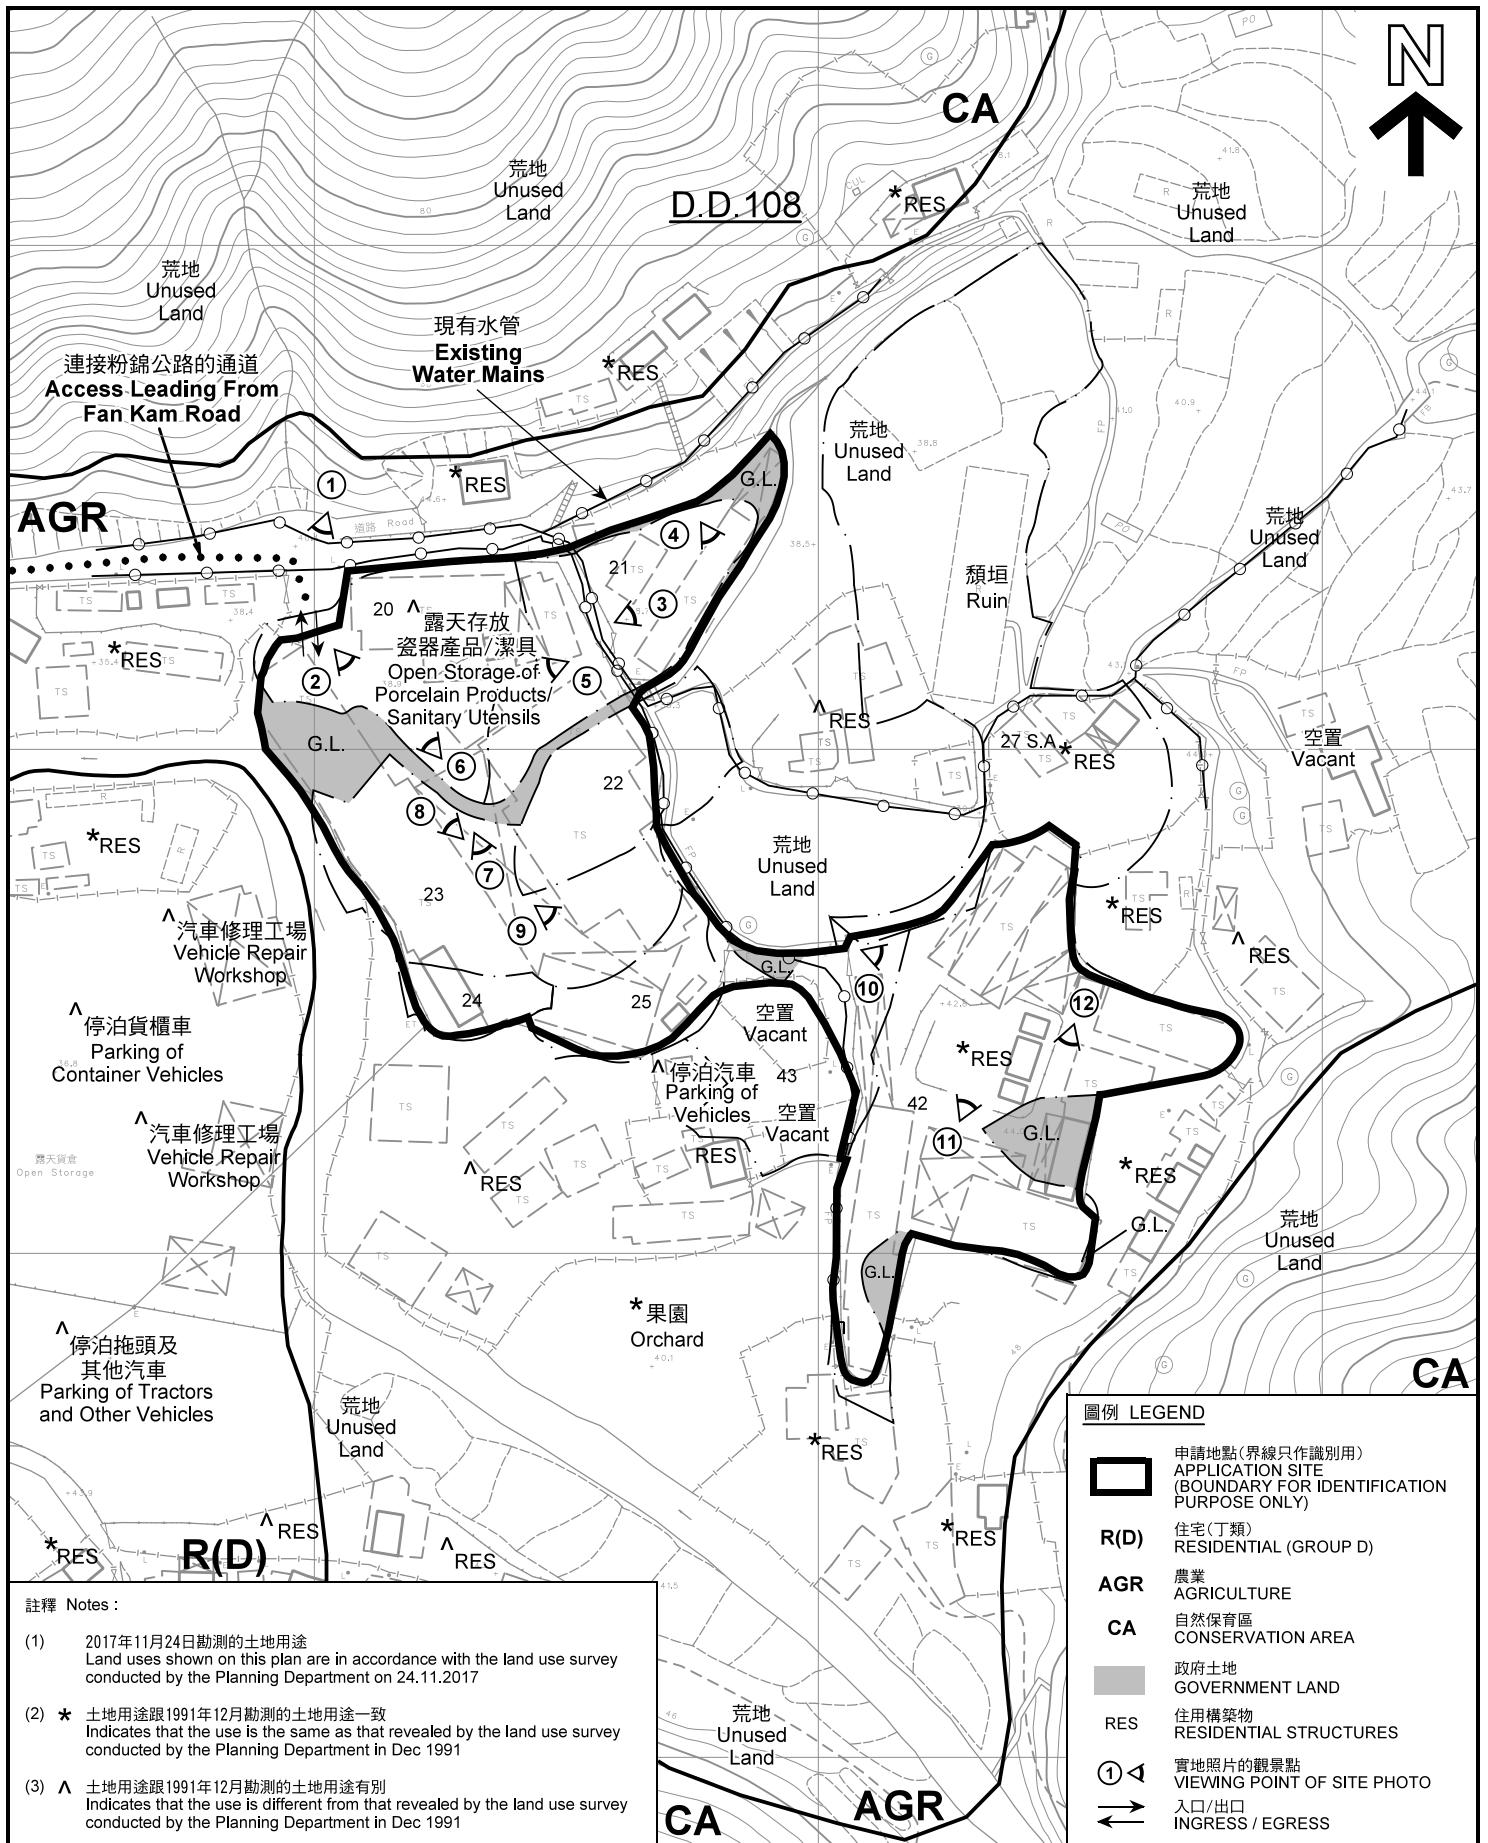 N
CA
D.D.108
荒地
Unused
Land
荒地
Unused
Land
荒地
Unused
Land
*RES
現有水管
Existing
Water Mains
連接粉錦公路的通道
Access Leading From
Fan Kam Road
*RES
*RES
荒地
Unused
Land
荒地
Unused
Land
AGR
①
道路 Road
G.L.
④
21
③
頹垣
Ruin
20
^
露天存放
瓷器產品/潔具
Open Storage of
Porcelain Products/
Sanitary Utensils
②
⑤
*RES
^RES
27 S.A
*RES
空置
Vacant
G.L.
⑥
22
⑧
⑦
*RES
荒地
Unused
Land
23
⑨
^汽車修理工場
Vehicle Repair
Workshop
*RES
^RES
G.L.
⑩
24
25
⑫
^停泊貨櫃車
Parking of
Container Vehicles
空置
Vacant
*RES
^停泊汽車
Parking of
Vehicles
43
42
空置
Vacant
⑪
G.L.
^汽車修理工場
Vehicle Repair
Workshop
露天貨倉
Open Storage
RES
^RES
*RES
G.L.
荒地
Unused
Land
G.L.
*果園
Orchard
^停泊拖頭及
其他汽車
Parking of Tractors
and Other Vehicles
荒地
Unused
Land
CA
*RES
*RES
^RES
*RES
R(D)
^RES
荒地
Unused
Land
CA
AGR
註釋 Notes :
(1) 2017年11月24日勘測的土地用途
Land uses shown on this plan are in accordance with the land use survey
conducted by the Planning Department on 24.11.2017
(2) * 土地用途跟1991年12月勘測的土地用途一致
Indicates that the use is the same as that revealed by the land use survey
conducted by the Planning Department in Dec 1991
(3) ^ 土地用途跟1991年12月勘測的土地用途有別
Indicates that the use is different from that revealed by the land use survey
conducted by the Planning Department in Dec 1991
圖例 LEGEND
申請地點(界線只作識別用)
APPLICATION SITE
(BOUNDARY FOR IDENTIFICATION
PURPOSE ONLY)
R(D) 住宅(丁類)
RESIDENTIAL (GROUP D)
AGR 農業
AGRICULTURE
CA 自然保育區
CONSERVATION AREA
政府土地
GOVERNMENT LAND
RES 住用構築物
RESIDENTIAL STRUCTURES
① 實地照片的觀景點
VIEWING POINT OF SITE PHOTO
入口/出口
INGRESS / EGRESS